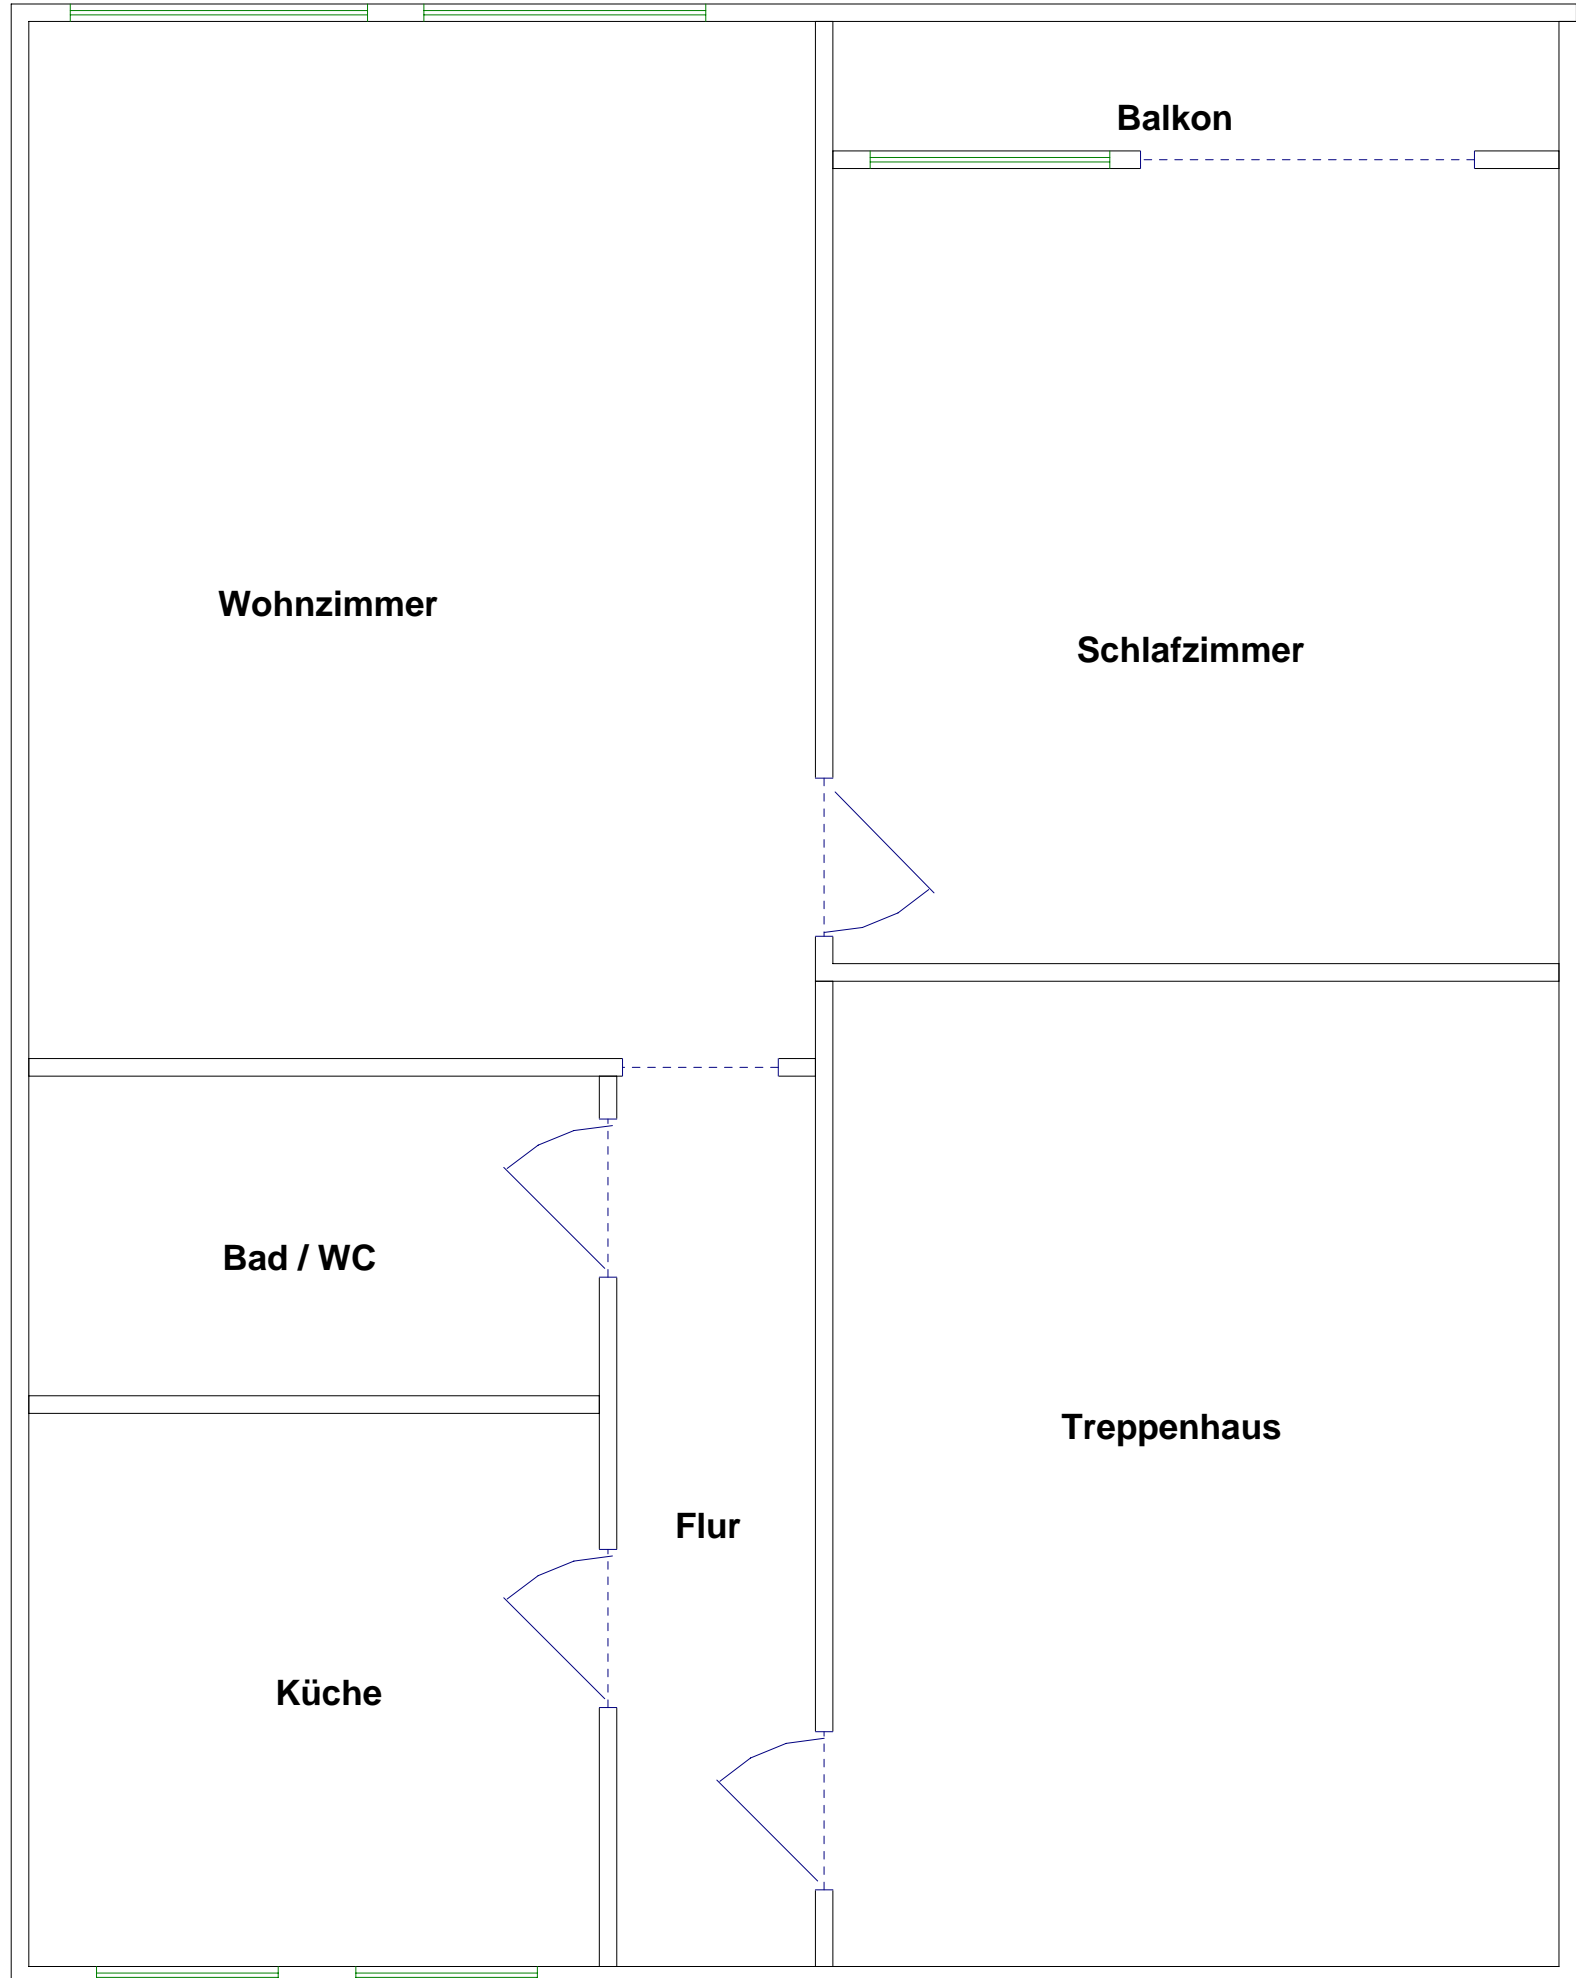 Balkon
Wohnzimmer
Schlafzimmer
Bad / WC
Treppenhaus
Flur
Küche